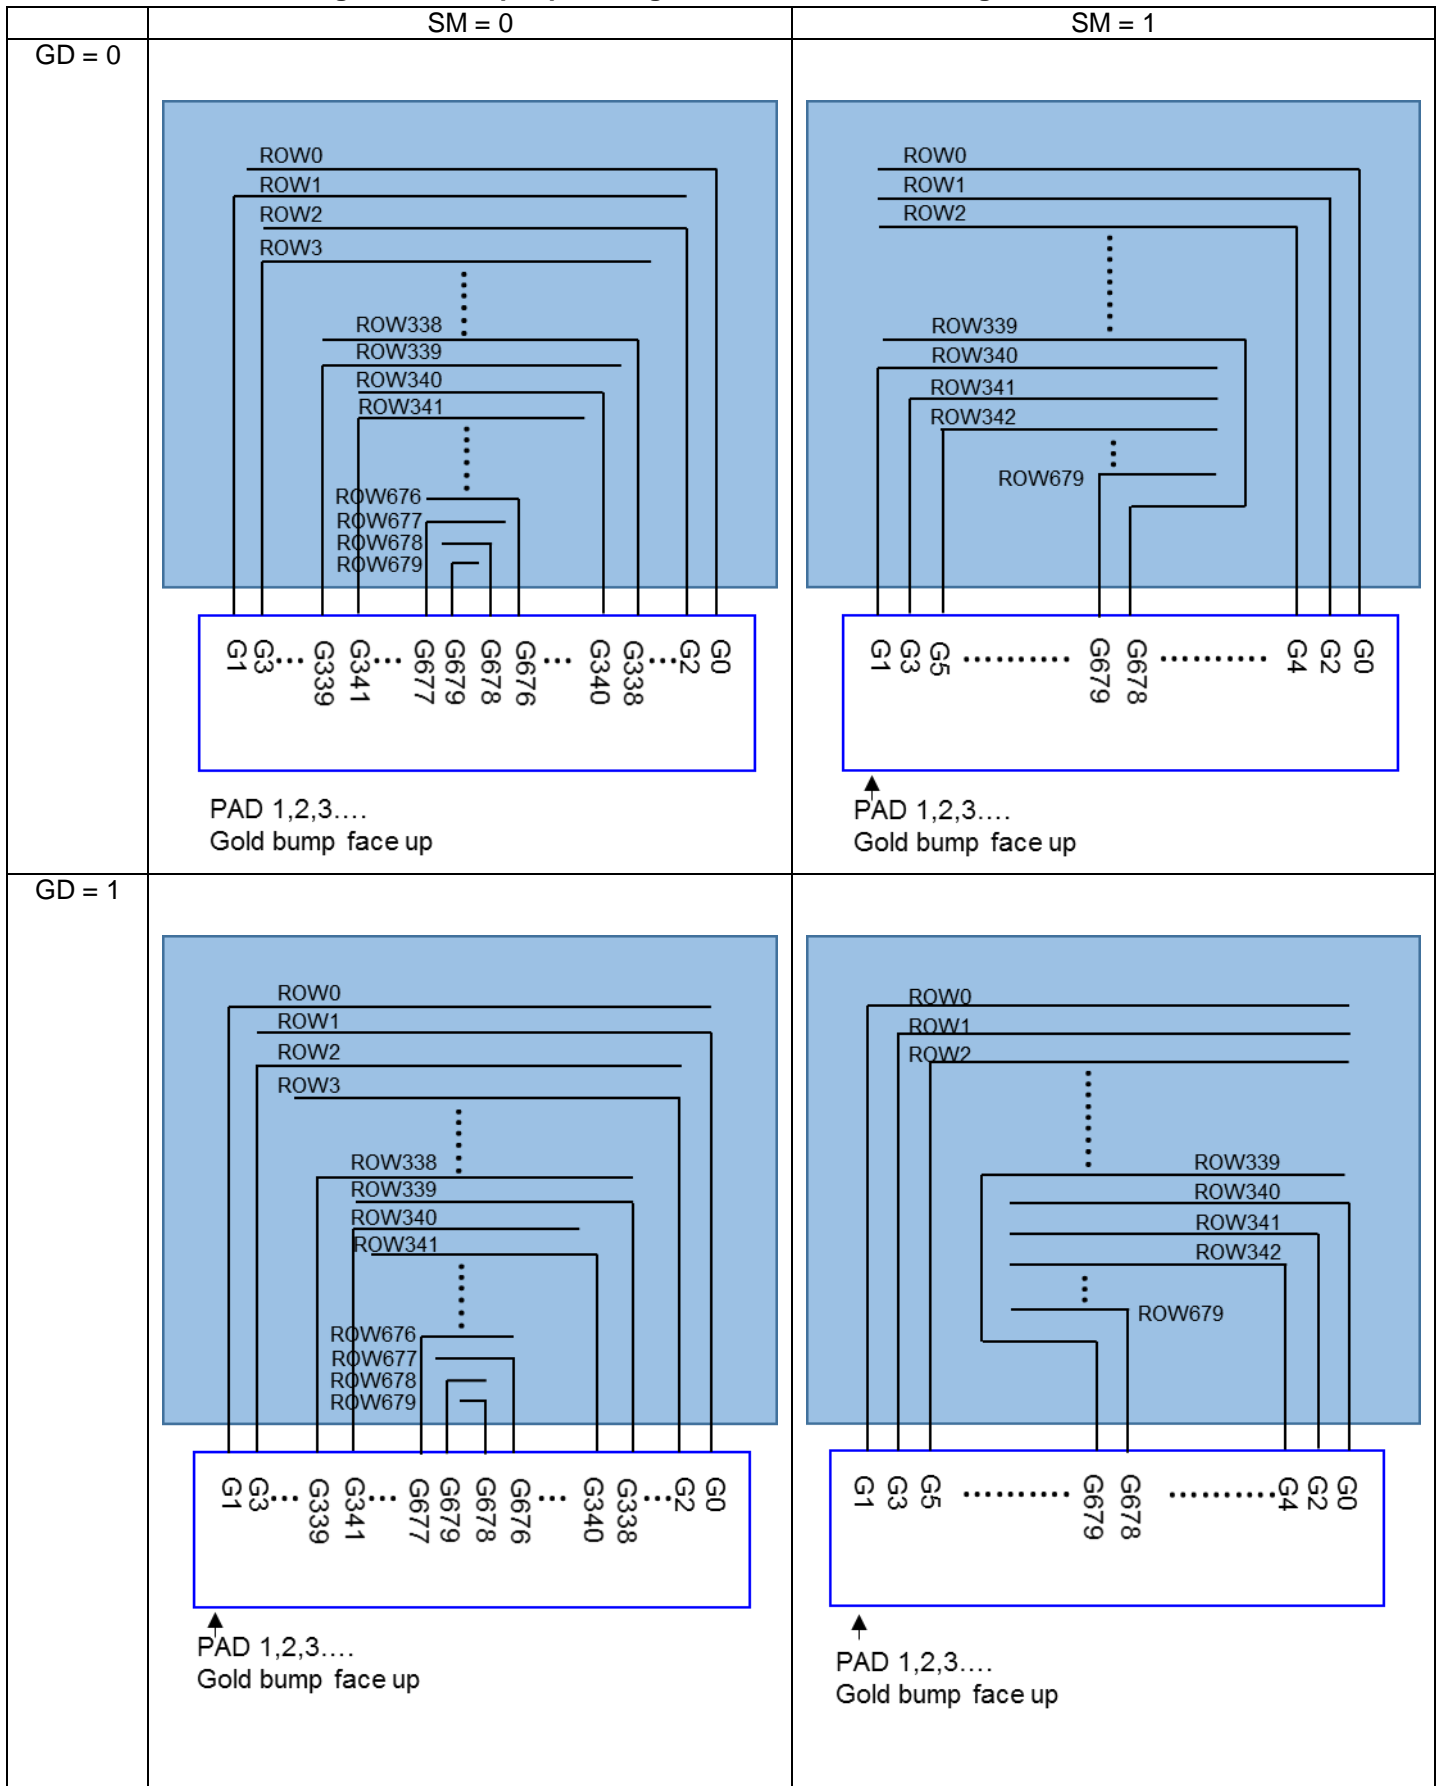 SM = 0
SM = 1
GD = 0
ROW0
ROW1
ROW2
ROW3
ROW338
ROW339
ROW340
ROW341
ROW676
ROW677
ROW678
ROW679
G1 G3 ... G339 G341 ... G677 G679 G678 G676 ... G340 G338 ... G2 G0
PAD 1,2,3....
Gold bump face up
ROW0
ROW1
ROW2
ROW339
ROW340
ROW341
ROW342
ROW679
G1 G3 G5 .......... G679 G678 .......... G4 G2 G0
PAD 1,2,3....
Gold bump face up
GD = 1
ROW0
ROW1
ROW2
ROW3
ROW338
ROW339
ROW340
ROW341
ROW676
ROW677
ROW678
ROW679
G1 G3 ... G339 G341 ... G677 G679 G678 G676 ... G340 G338 ... G2 G0
PAD 1,2,3....
Gold bump face up
ROW0
ROW1
ROW2
ROW339
ROW340
ROW341
ROW342
ROW679
G1 G3 G5 .......... G679 G678 .......... G4 G2 G0
PAD 1,2,3....
Gold bump face up